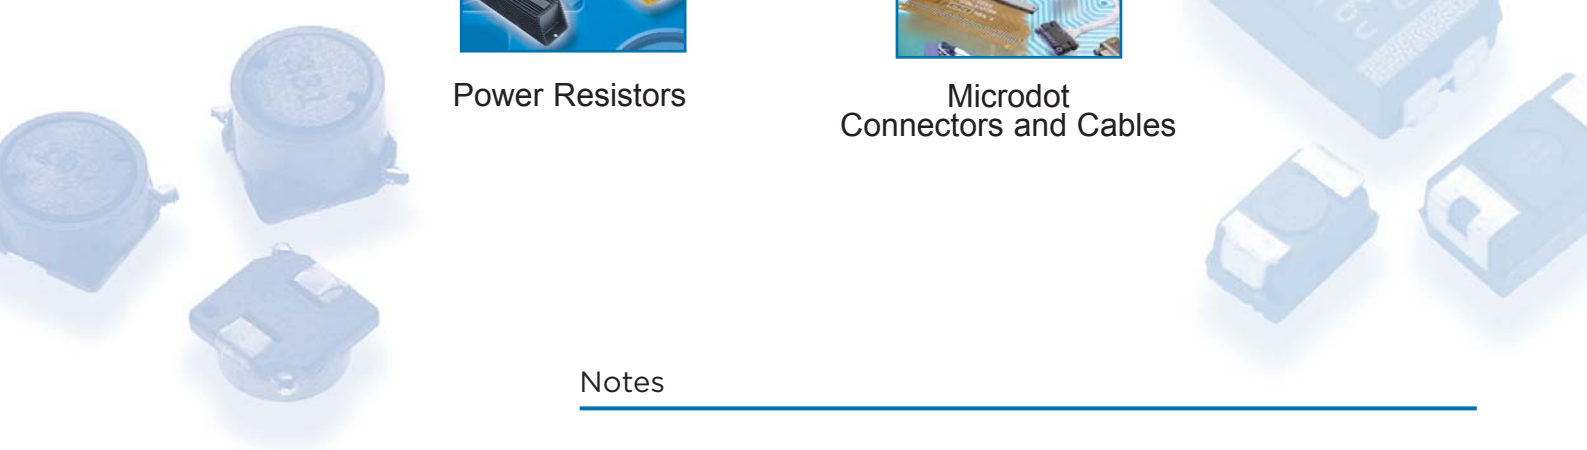 Power Resistors
Microdot
Connectors and Cables
Notes